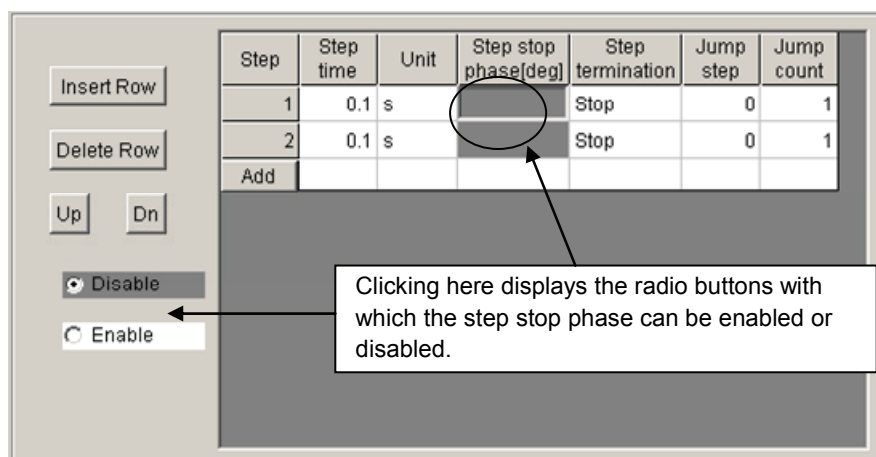 Step Step time Unit Step stop phase[deg] Step termination Jump step Jump count
Insert Row
1 0.1 s Stop 0 1
Delete Row
2 0.1 s Stop 0 1
Add
Up Dn
Disable
Enable
Clicking here displays the radio buttons with
which the step stop phase can be enabled or
disabled.